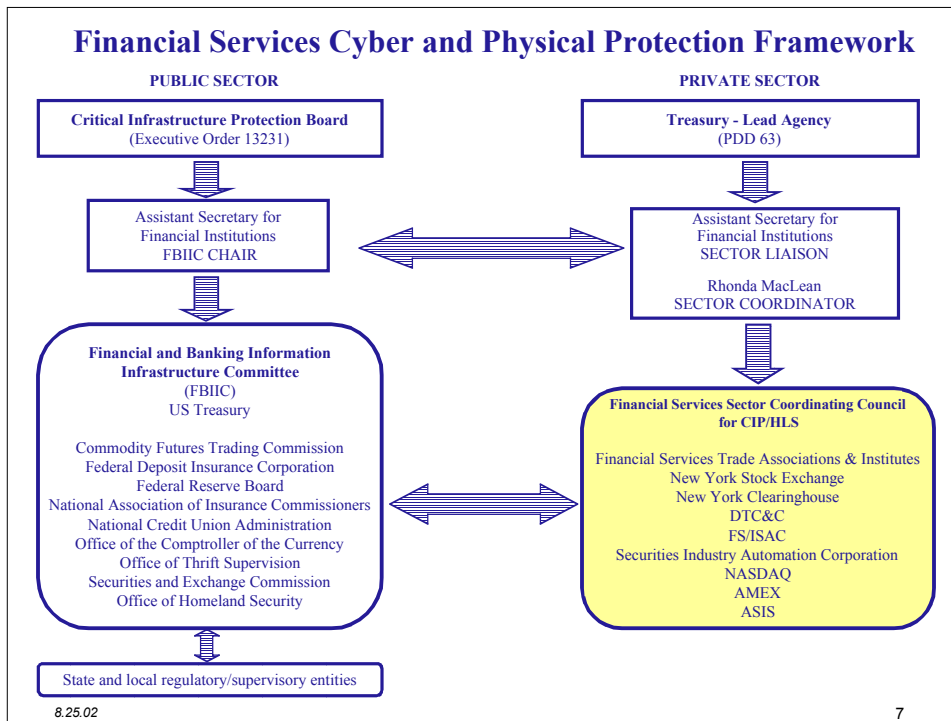 Financial Services Cyber and Physical Protection Framework
PUBLIC SECTOR
Critical Infrastructure Protection Board
(Executive Order 13231)
Assistant Secretary for
Financial Institutions
FBIIC CHAIR
Financial and Banking Information
Infrastructure Committee
(FBIIC)
US Treasury
Commodity Futures Trading Commission
Federal Deposit Insurance Corporation
Federal Reserve Board
National Association of Insurance Commissioners
National Credit Union Administration
Office of the Comptroller of the Currency
Office of Thrift Supervision
Securities and Exchange Commission
Office of Homeland Security
State and local regulatory/supervisory entities
PRIVATE SECTOR
Treasury - Lead Agency
(PDD 63)
Assistant Secretary for
Financial Institutions
SECTOR LIAISON
Rhonda MacLean
SECTOR COORDINATOR
Financial Services Sector Coordinating Council
for CIP/HLS
Financial Services Trade Associations & Institutes
New York Stock Exchange
New York Clearinghouse
DTC&C
FS/ISAC
Securities Industry Automation Corporation
NASDAQ
AMEX
ASIS
8.25.02
7